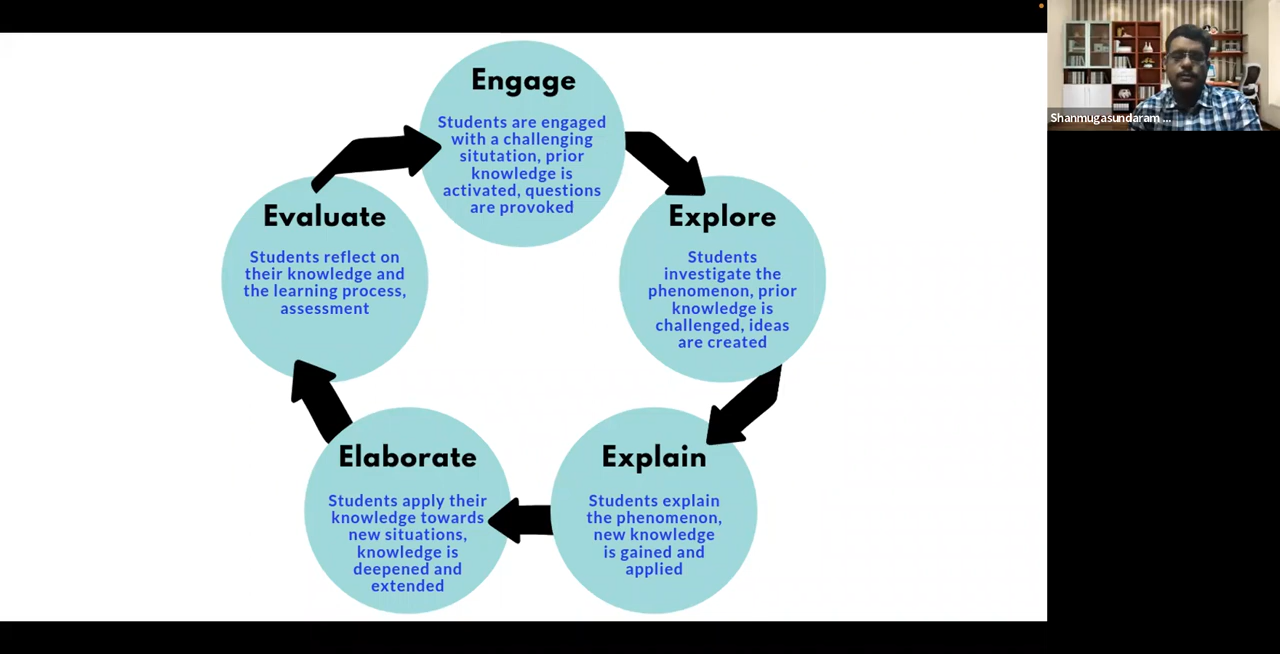 Engage
Students are engaged
with a challenging
situtation, prior
knowledge is
activated, questions
are provoked
Explore
Students
investigate the
phenomenon, prior
knowledge is
challenged, ideas
are created
Explain
Students explain
the phenomenon,
new knowledge
is gained and
applied
Elaborate
Students apply their
knowledge towards
new situations,
knowledge is
deepened and
extended
Evaluate
Students reflect on
their knowledge and
the learning process,
assessment
Shanmugasundaram ...